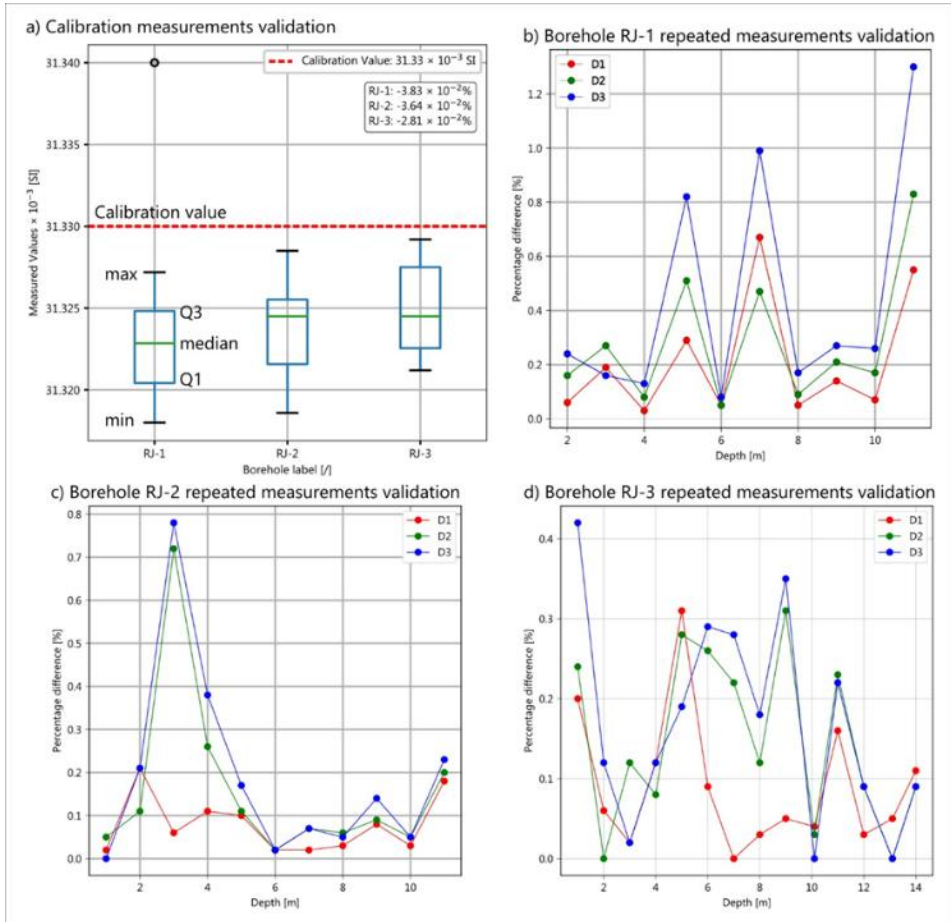 a) Calibration measurements validation
31.340
31.335
31.330
31.325
31.320
Measured Values × 10⁻³ [SI]
Calibration Value: 31.33 × 10⁻³ SI
RJ-1: -3.83 × 10⁻²%
RJ-2: -3.64 × 10⁻²%
RJ-3: -2.81 × 10⁻²%
Calibration value
max
Q3
median
Q1
min
RJ-1 RJ-2 RJ-3
Borehole label [/]
b) Borehole RJ-1 repeated measurements validation
D1
D2
D3
1.2
1.0
0.8
0.6
0.4
0.2
0.0
Percentage difference [%]
2 4 6 8 10
Depth [m]
c) Borehole RJ-2 repeated measurements validation
D1
D2
D3
0.8
0.7
0.6
0.5
0.4
0.3
0.2
0.1
0.0
Percentage difference [%]
2 4 6 8 10
Depth [m]
d) Borehole RJ-3 repeated measurements validation
D1
D2
D3
0.4
0.3
0.2
0.1
0.0
Percentage difference [%]
2 4 6 8 10 12 14
Depth [m]